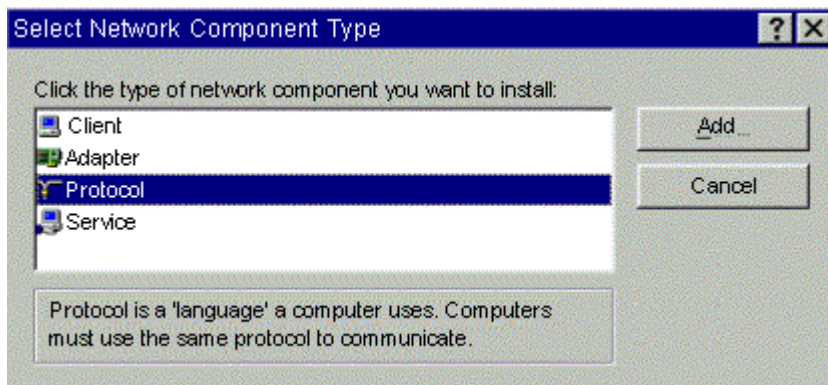 Select Network Component Type
Click the type of network component you want to install:
Client
Adapter
Protocol
Service
Add...
Cancel
Protocol is a 'language' a computer uses. Computers
must use the same protocol to communicate.